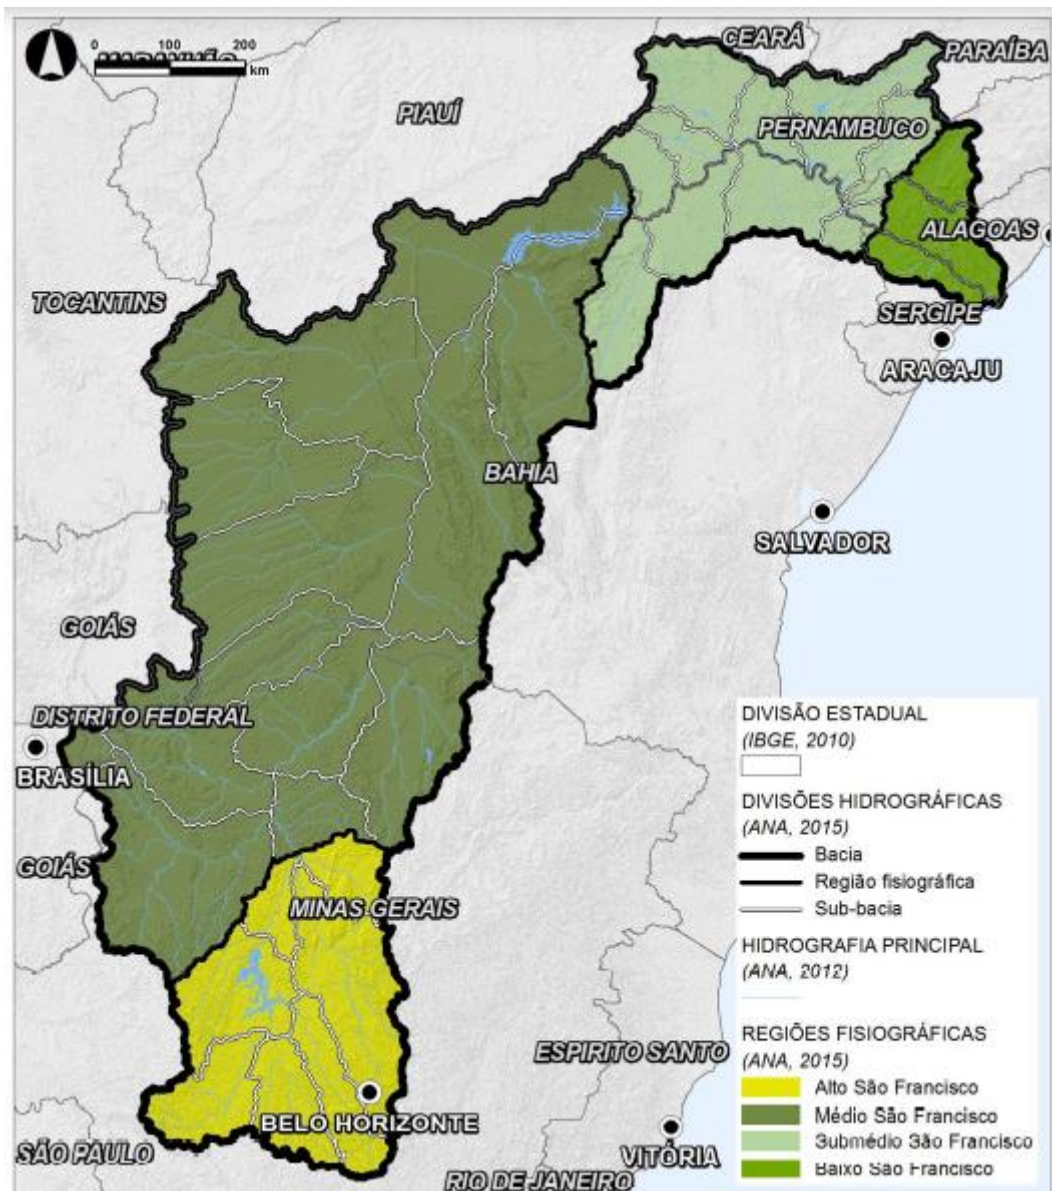 0 100 200
MARANHÃO
km
CEARÁ
PARAÍBA
PIAUÍ
PERNAMBUCO
ALAGOAS
TOCANTINS
SERGIPE
ARACAJU
BAHIA
SALVADOR
GOIÁS
DISTRITO FEDERAL
BRASÍLIA
GOIÁS
MINAS GERAIS
ESPIRITO SANTO
BELO HORIZONTE
SÃO PAULO
VITÓRIA
RIO DE JANEIRO
DIVISÃO ESTADUAL
(IBGE, 2010)
DIVISÕES HIDROGRÁFICAS
(ANA, 2015)
Bacia
Região fisiográfica
Sub-bacia
HIDROGRAFIA PRINCIPAL
(ANA, 2012)
REGIÕES FISIOGRÁFICAS
(ANA, 2015)
Alto São Francisco
Médio São Francisco
Submédio São Francisco
Baixo São Francisco